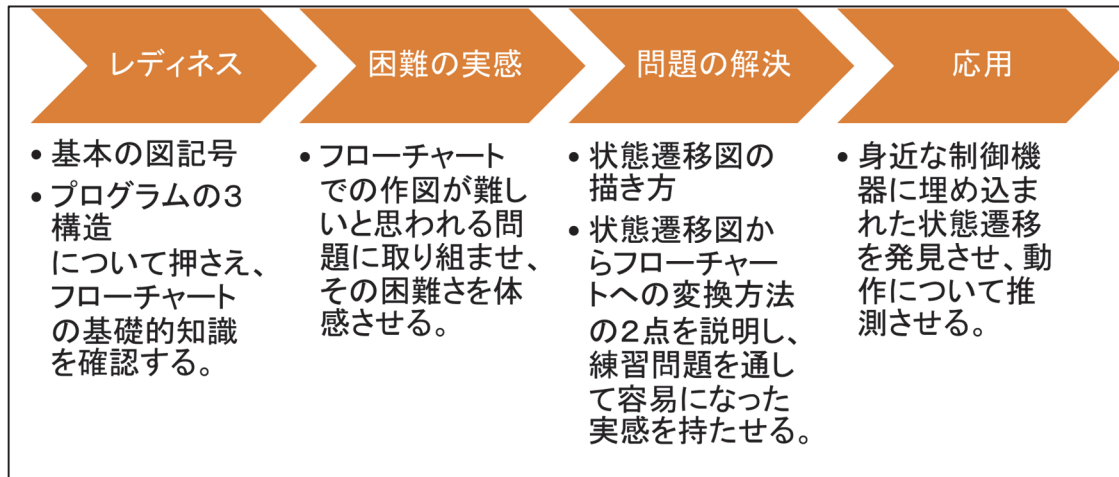 レディネス
• 基本の図記号
• プログラムの3
構造
について押さえ、
フローチャート
の基礎的知識
を確認する。
困難の実感
• フローチャート
での作図が難し
いと思われる問
題に取り組ませ、
その困難さを体
感させる。
問題の解決
• 状態遷移図の
描き方
• 状態遷移図か
らフローチャー
トへの変換方法
の2点を説明し、
練習問題を通し
て容易になった
実感を持たせる。
応用
• 身近な制御機
器に埋め込ま
れた状態遷移
を発見させ、動
作について推
測させる。